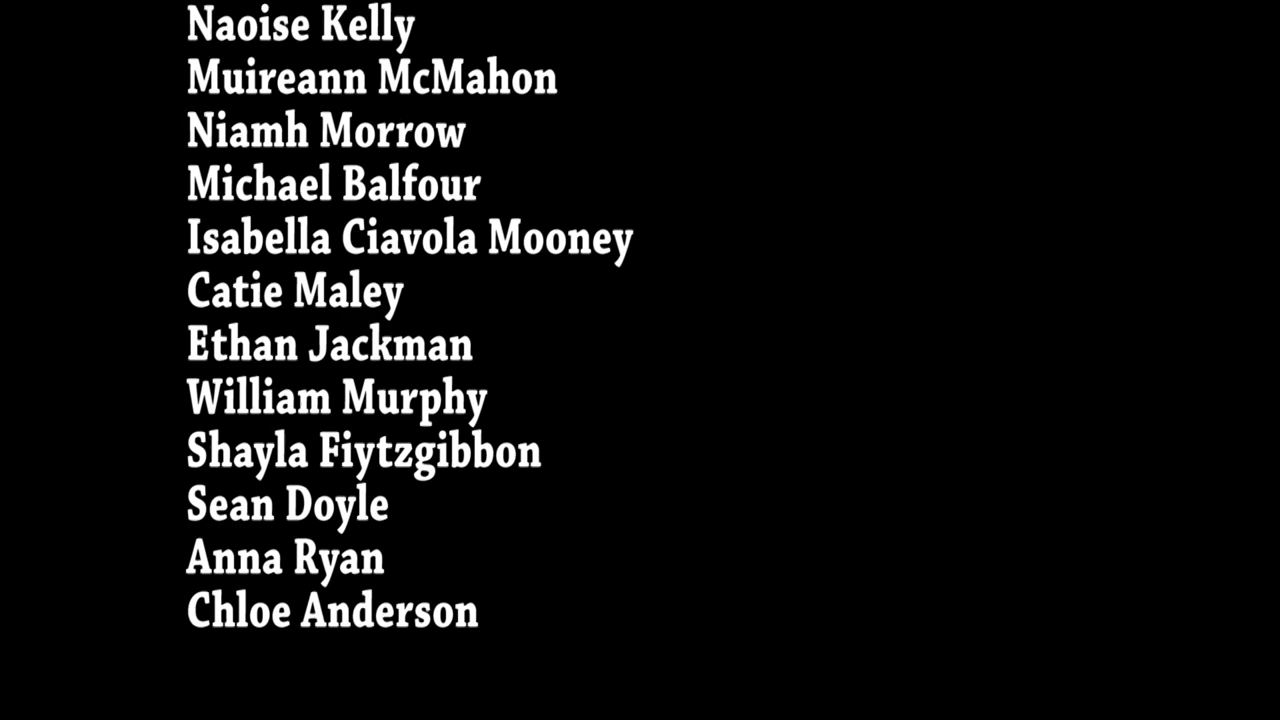 Naoise Kelly
Muireann McMahon
Niamh Morrow
Michael Balfour
Isabella Ciavola Mooney
Catie Maley
Ethan Jackman
William Murphy
Shayla Fiytzgibbon
Sean Doyle
Anna Ryan
Chloe Anderson